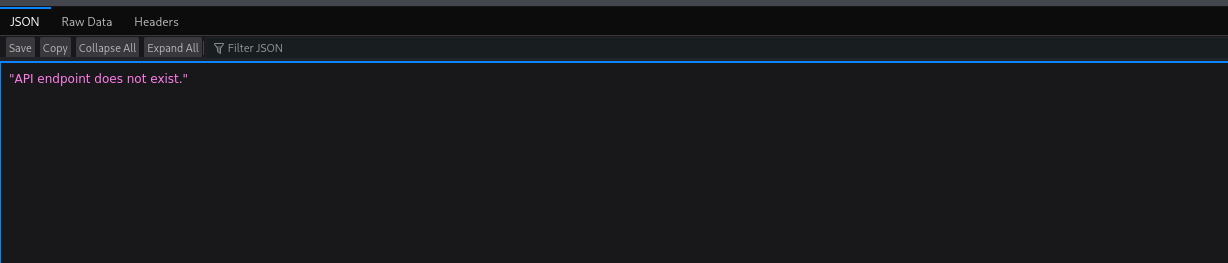 JSON Raw Data Headers
Save Copy Collapse All Expand All Filter JSON
"API endpoint does not exist."